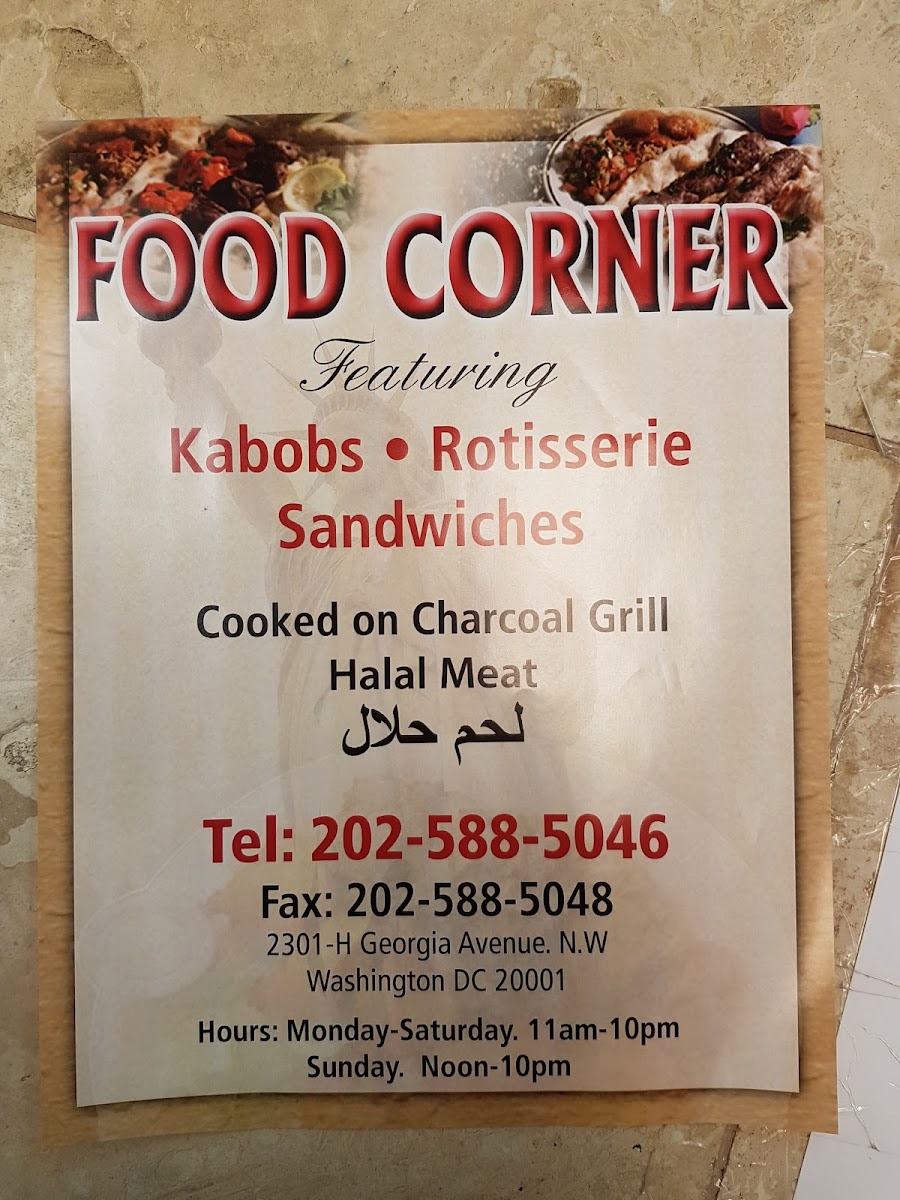 FOOD CORNER
Featuring
Kabobs • Rotisserie
Sandwiches
Cooked on Charcoal Grill
Halal Meat
لحم حلال
Tel: 202-588-5046
Fax: 202-588-5048
2301-H Georgia Avenue. N.W
Washington DC 20001
Hours: Monday-Saturday. 11am-10pm
Sunday. Noon-10pm